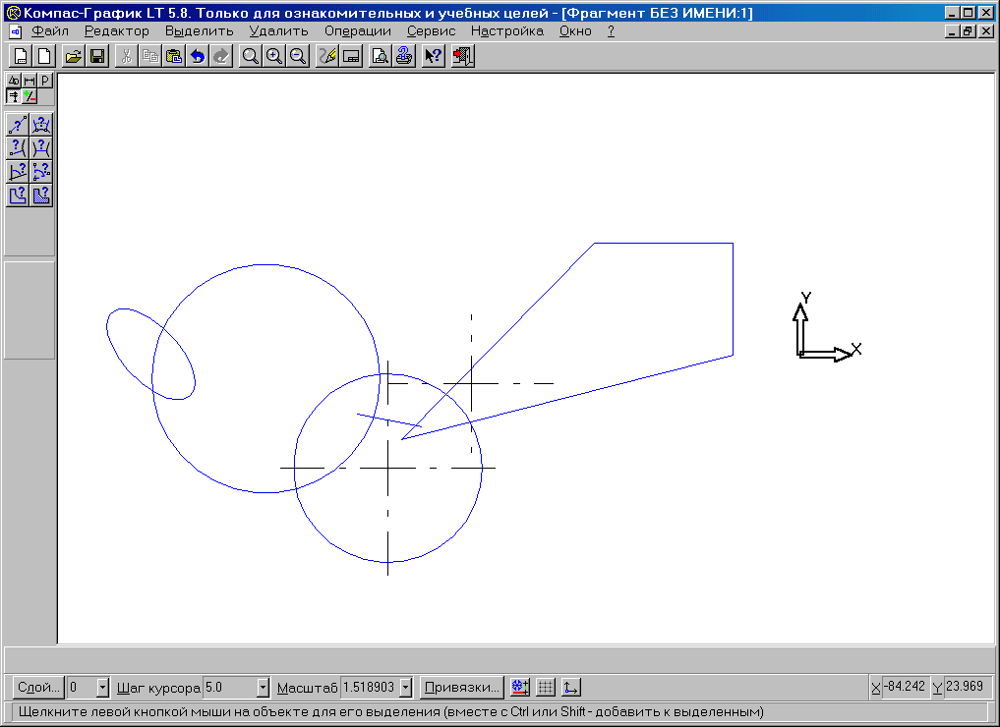 Компас-График LT 5.8. Только для ознакомительных и учебных целей - [Фрагмент БЕЗ ИМЕНИ:1]
Файл Редактор Выделить Удалить Операции Сервис Настройка Окно ?
P
Y
X
Слой... 0 Шаг курсора 5.0 Масштаб 1.518903 Привязки... X -84.242 Y 23.969
Щелкните левой кнопкой мыши на объекте для его выделения (вместе с Ctrl или Shift - добавить к выделенным)